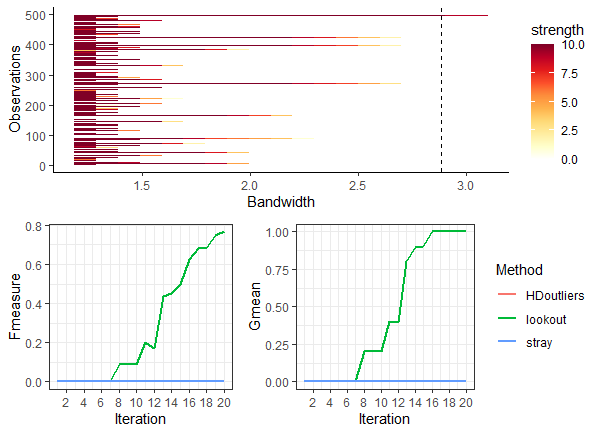 500
400
300
200
100
0
Observations
1.5 2.0 2.5 3.0
Bandwidth
strength
10.0
7.5
5.0
2.5
0.0
0.8
0.6
0.4
0.2
0.0
Fmeasure
2 4 6 8 10 12 14 16 18 20
Iteration
1.00
0.75
0.50
0.25
0.00
Gmean
2 4 6 8 10 12 14 16 18 20
Iteration
Method
HDoutliers
lookout
stray